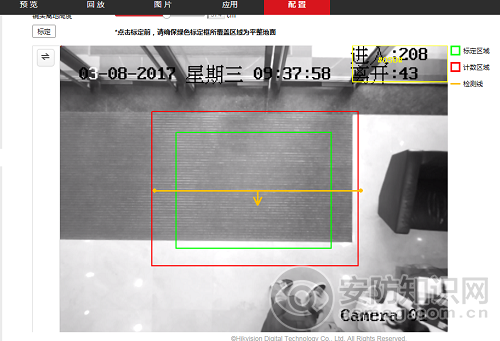 预 览 回 放 图 片 应用 配 置
cm
标定 *点击标定前，请确保绿色标定框所覆盖区域为平整地面
进入:208
03-08-2017 星期三 09:37:58 离开:43
标定区域
计数区域
检测线
安防知识网
Camera 01
©Hikvision Digital Technology Co., Ltd. All Rights Reserved.